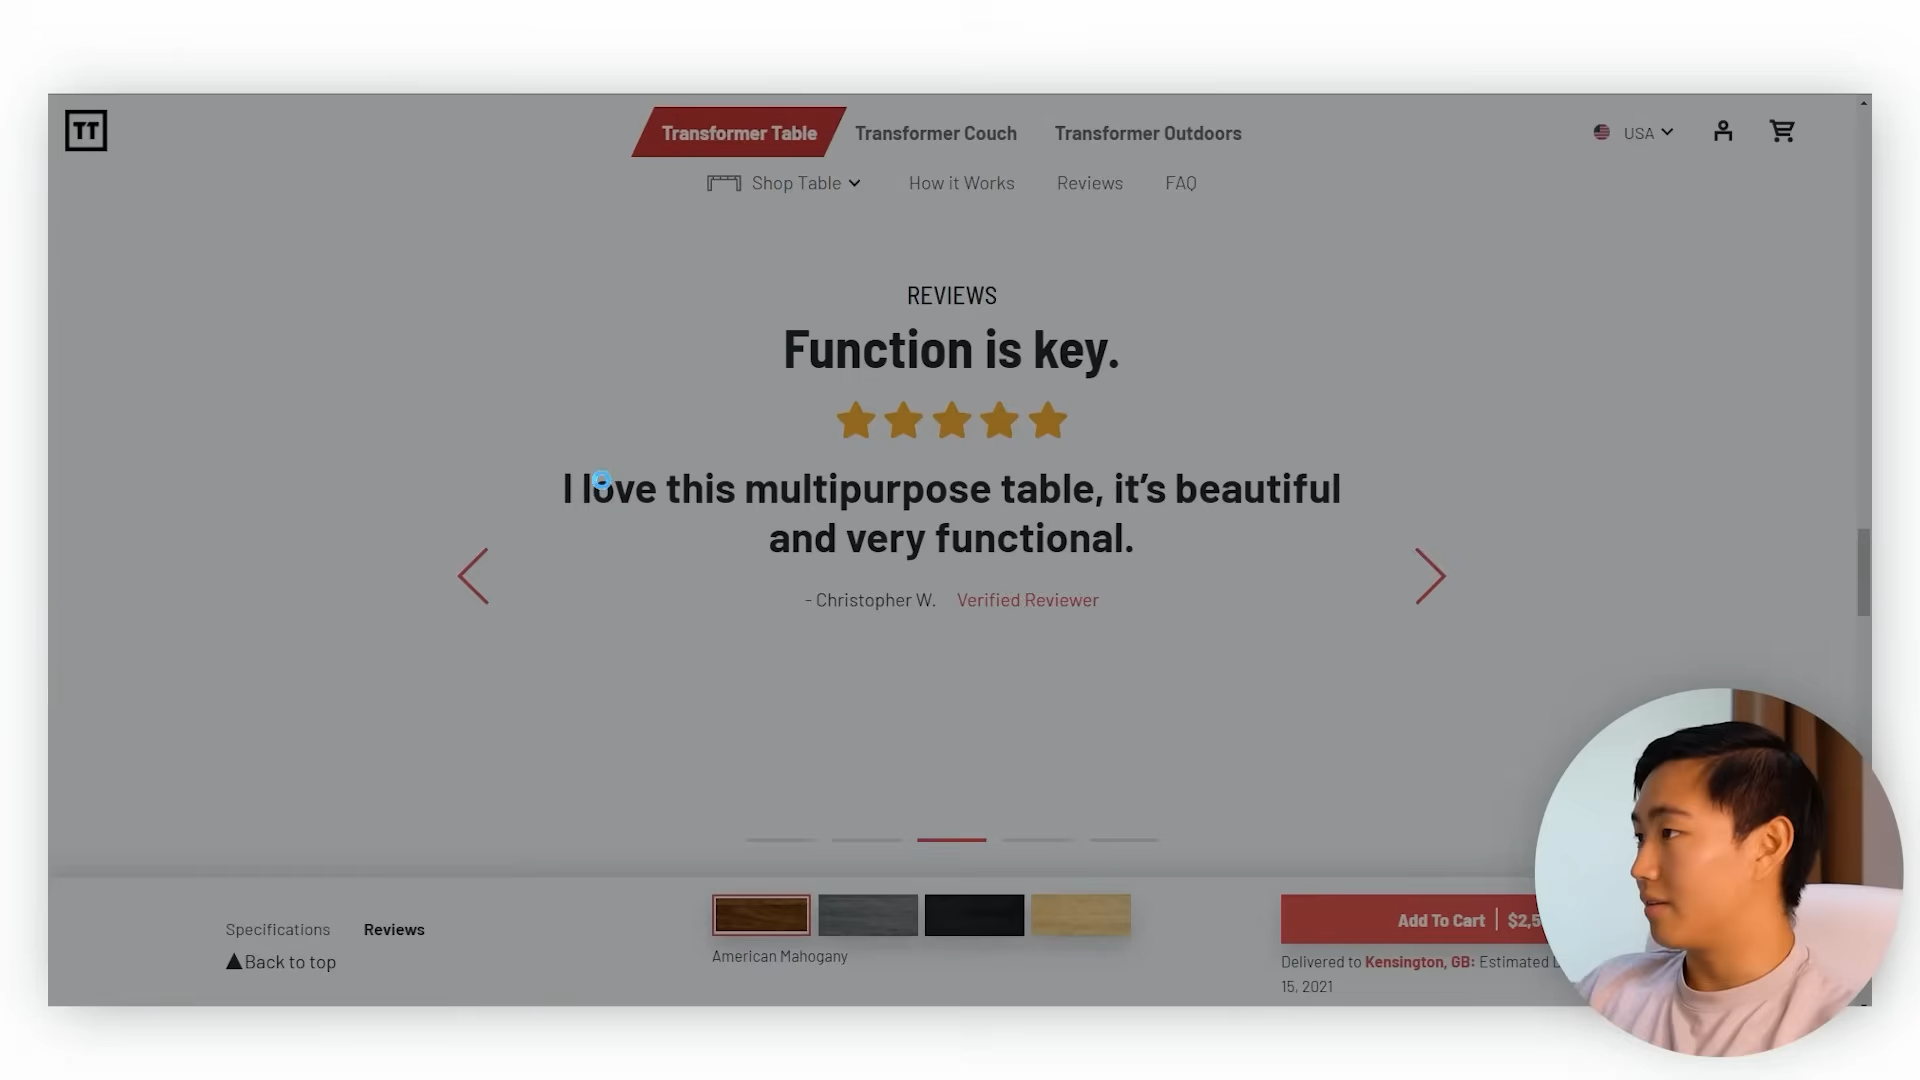 TT
Transformer Table
Transformer Couch
Transformer Outdoors
USA
Shop Table
How it Works
Reviews
FAQ
REVIEWS
Function is key.
I love this multipurpose table, it’s beautiful
and very functional.
- Christopher W. Verified Reviewer
Specifications
Reviews
Back to top
American Mahogany
Add To Cart | $2,5
Delivered to Kensington, GB: Estimated
15, 2021